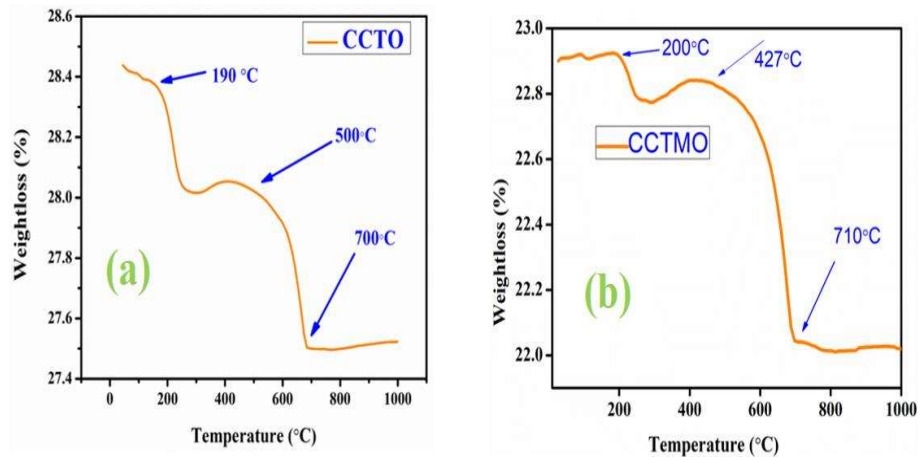 28.6
28.4
28.2
28.0
27.8
27.6
27.4
Weightloss (%)
CCTO
190 °C
500°C
700°C
(a)
0
200
400
600
800
1000
Temperature (°C)
23.0
22.8
22.6
22.4
22.2
22.0
Weightloss (%)
200°C
427°C
CCTMO
710°C
(b)
200
400
600
800
1000
Temperature (°C)